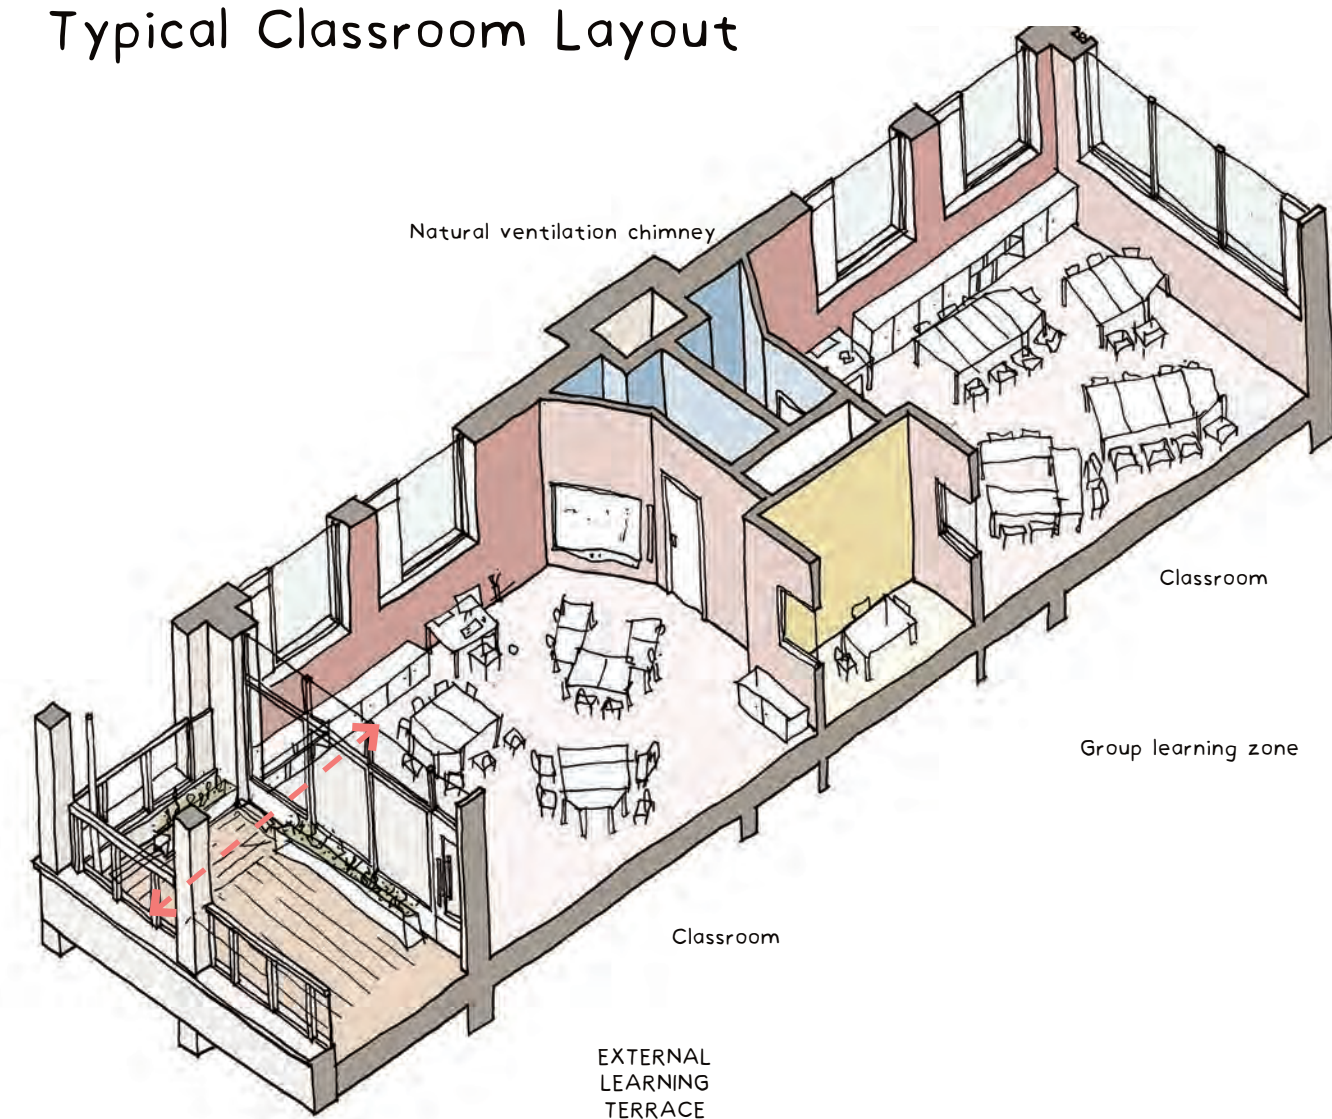 Typical Classroom Layout
Natural ventilation chimney
Classroom
Group learning zone
Classroom
EXTERNAL
LEARNING
TERRACE